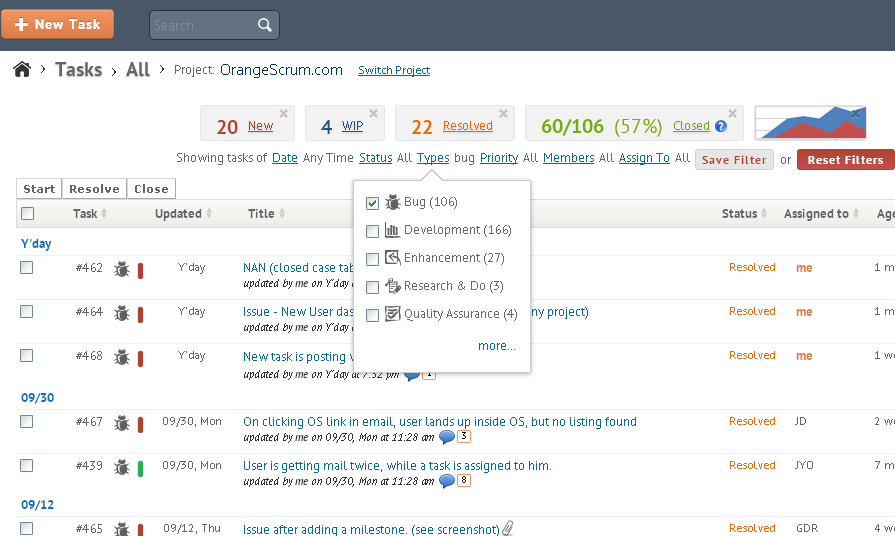 + New Task Search
> Tasks > All > Project: OrangeScrum.com Switch Project
20 New 4 WIP 22 Resolved 60/106 (57%) Closed ?
Showing tasks of Date Any Time Status All Types bug Priority All Members All Assign To All Save Filter or Reset Filters
Start Resolve Close
Task Updated Title Status Assigned to Age
Bug (106)
Development (166)
Enhancement (27)
Research & Do (3)
Quality Assurance (4)
more...
Y'day
#462 Y'day NAN (closed case tab Resolved me 1 m
updated by me on Y'day
#464 Y'day Issue - New User das ny project) Resolved me 1 m
updated by me on Y'day
#468 Y'day New task is posting Resolved me 1 w
updated by me on Y'day at 7:52 pm 1
09/30
#467 09/30, Mon On clicking OS link in email, user lands up inside OS, but no listing found Resolved JD 2 w
updated by me on 09/30, Mon at 11:28 am 3
#439 09/30, Mon User is getting mail twice, while a task is assigned to him. Resolved JYO 7 m
updated by me on 09/30, Mon at 11:28 am 8
09/12
#465 09/12, Thu Issue after adding a milestone. (see screenshot) Resolved GDR 4 w